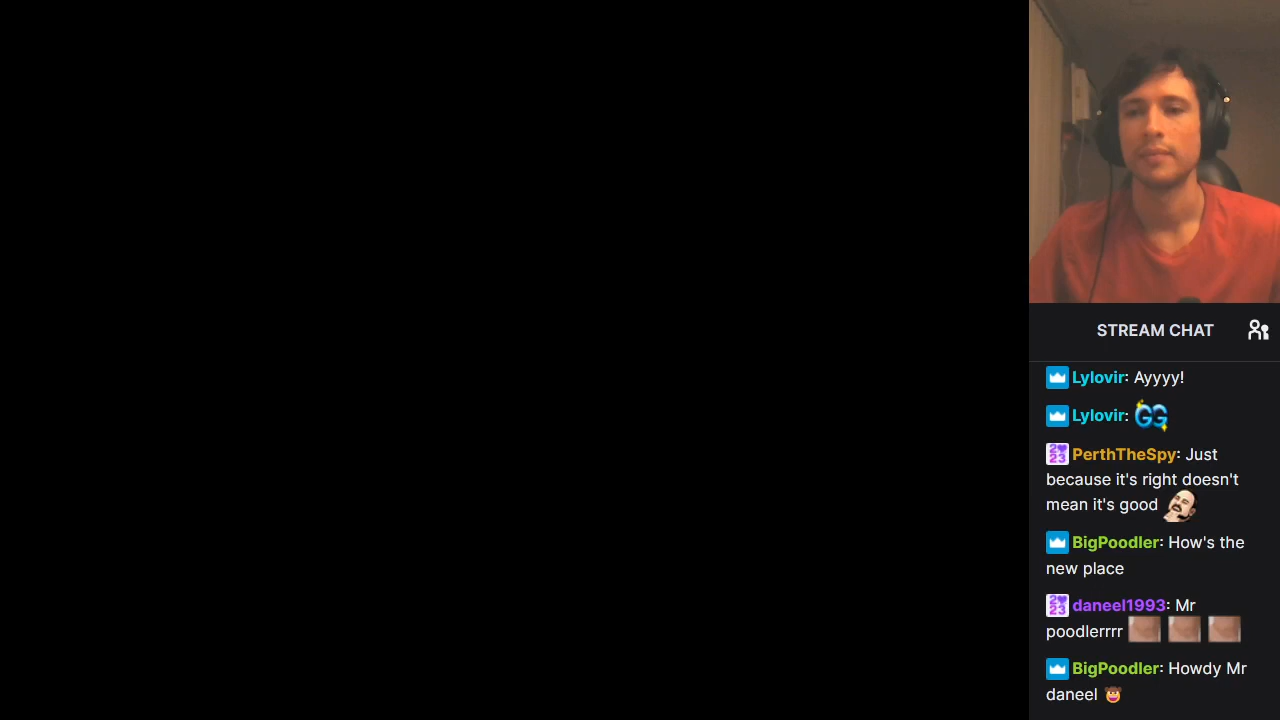 STREAM CHAT
Lylovir: Ayyyy!
Lylovir: GG
PerthTheSpy: Just
because it's right doesn't
mean it's good
BigPoodler: How's the
new place
daneel1993: Mr
poodlerrrr
BigPoodler: Howdy Mr
daneel